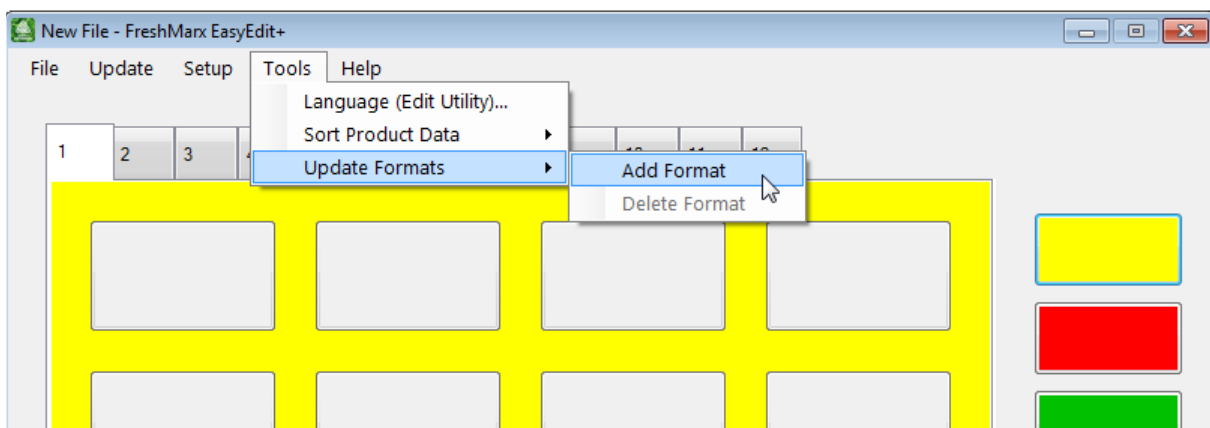 New File - FreshMarx EasyEdit+
File Update Setup Tools Help
Language (Edit Utility)...
Sort Product Data
Update Formats
Add Format
Delete Format
1 2 3